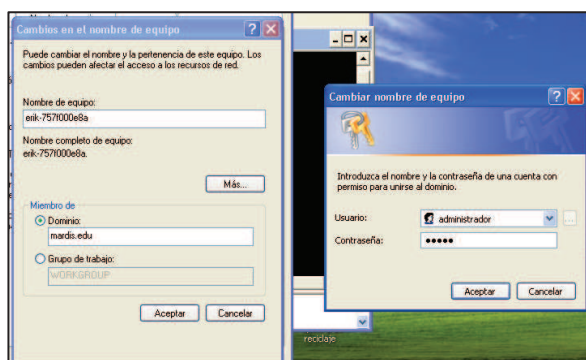 Cambios en el nombre de equipo
Puede cambiar el nombre y la pertenencia de este equipo. Los
cambios pueden afectar el acceso a los recursos de red.
Nombre de equipo:
erik-757f000e8a
Nombre completo de equipo:
erik-757f000e8a.
Más...
Miembro de
Dominio:
mardis.edu
Grupo de trabajo:
WORKGROUP
Aceptar
Cancelar
Cambiar nombre de equipo
Introduzca el nombre y la contraseña de una cuenta con
permiso para unirse al dominio.
Usuario:
administrador
...
Contraseña:
●●●●●
Aceptar
Cancelar
reciclaje